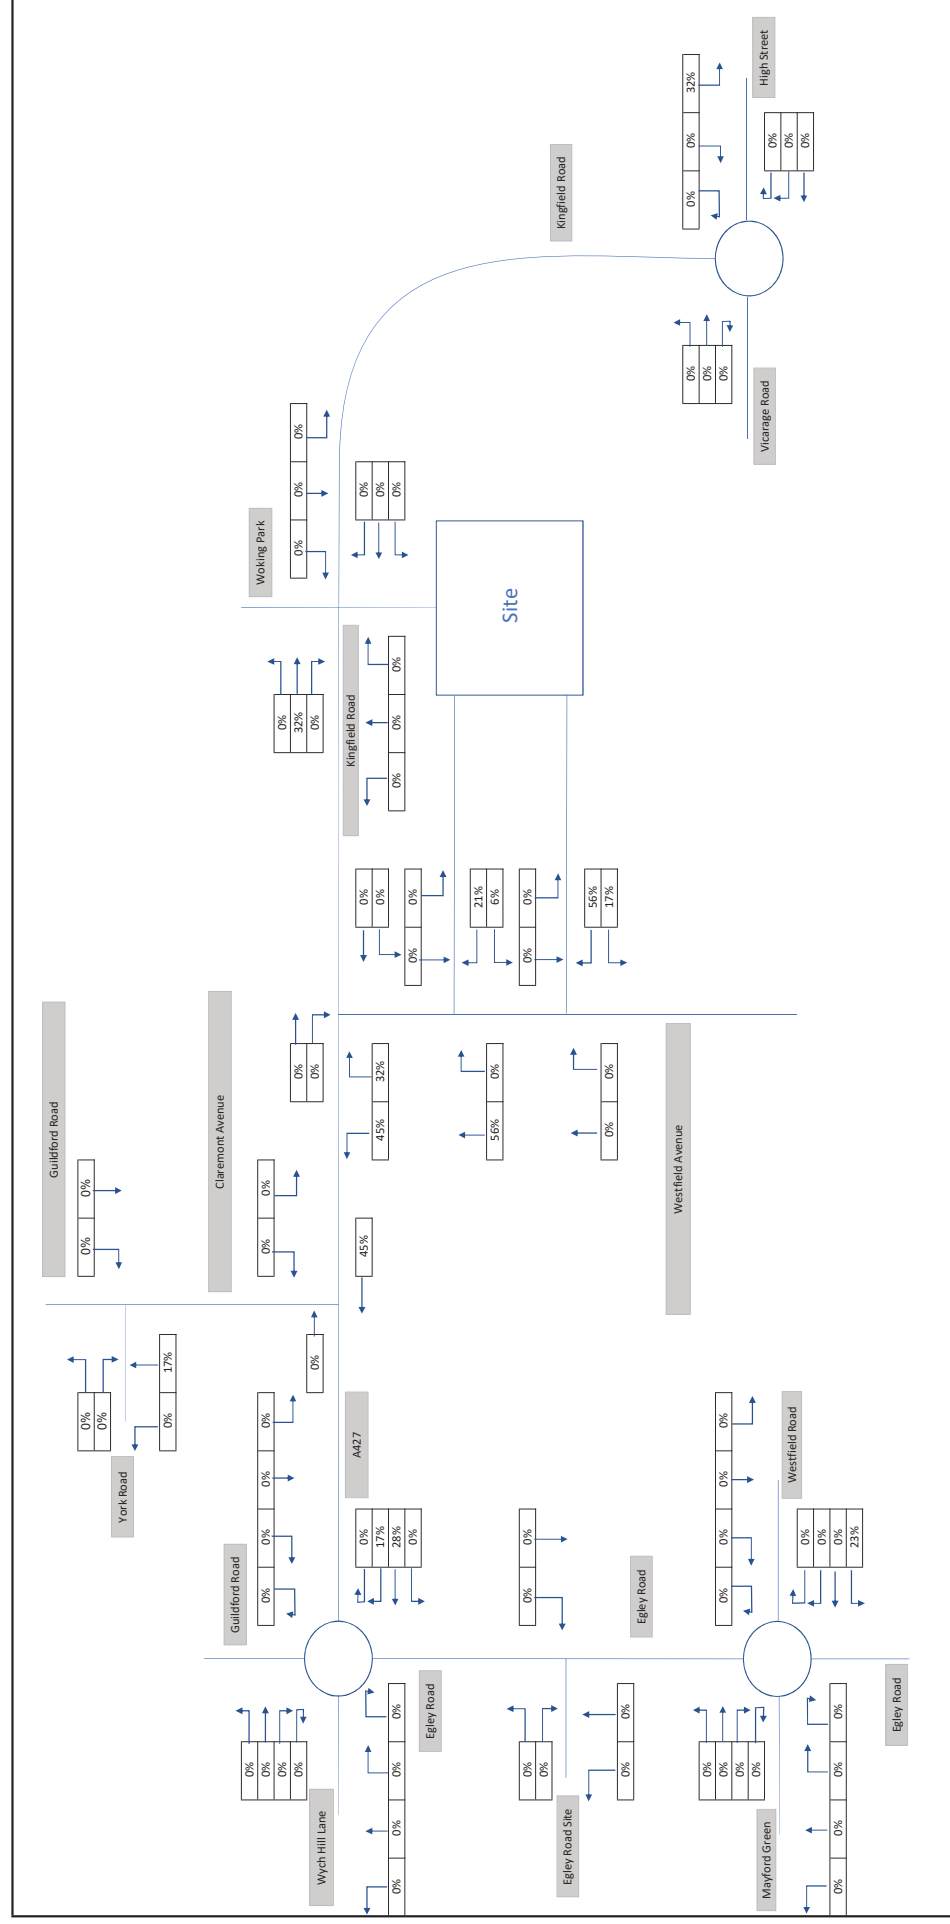 Guildford Road
0% 0%
0%
0%
York Road
0% 17%
Claremont Avenue
0% 0%
Guildford Road
0% 0% 0% 0%
Woking Park
0% 0% 0%
0%
0%
0%
0%
Wych Hill Lane
0%
A427
0%
17%
28%
0%
45%
0%
0%
45% 32%
0%
32%
0%
Kingfield Road
0% 0% 0%
0%
0%
0%
0% 0% 0% 0%
Egley Road
0%
0%
0% 0%
21%
6%
56% 0%
Site
0% 0%
56%
17%
0% 0%
Kingfield Road
0% 0%
0%
0%
Egley Road Site
0% 0%
Egley Road
Westfield Avenue
0%
0%
0%
Vicarage Road
0% 0% 32%
High Street
0%
0%
0%
0%
0%
0%
0%
Mayford Green
0% 0% 0% 0%
Westfield Road
0%
0%
0%
23%
0% 0% 0% 0%
Egley Road